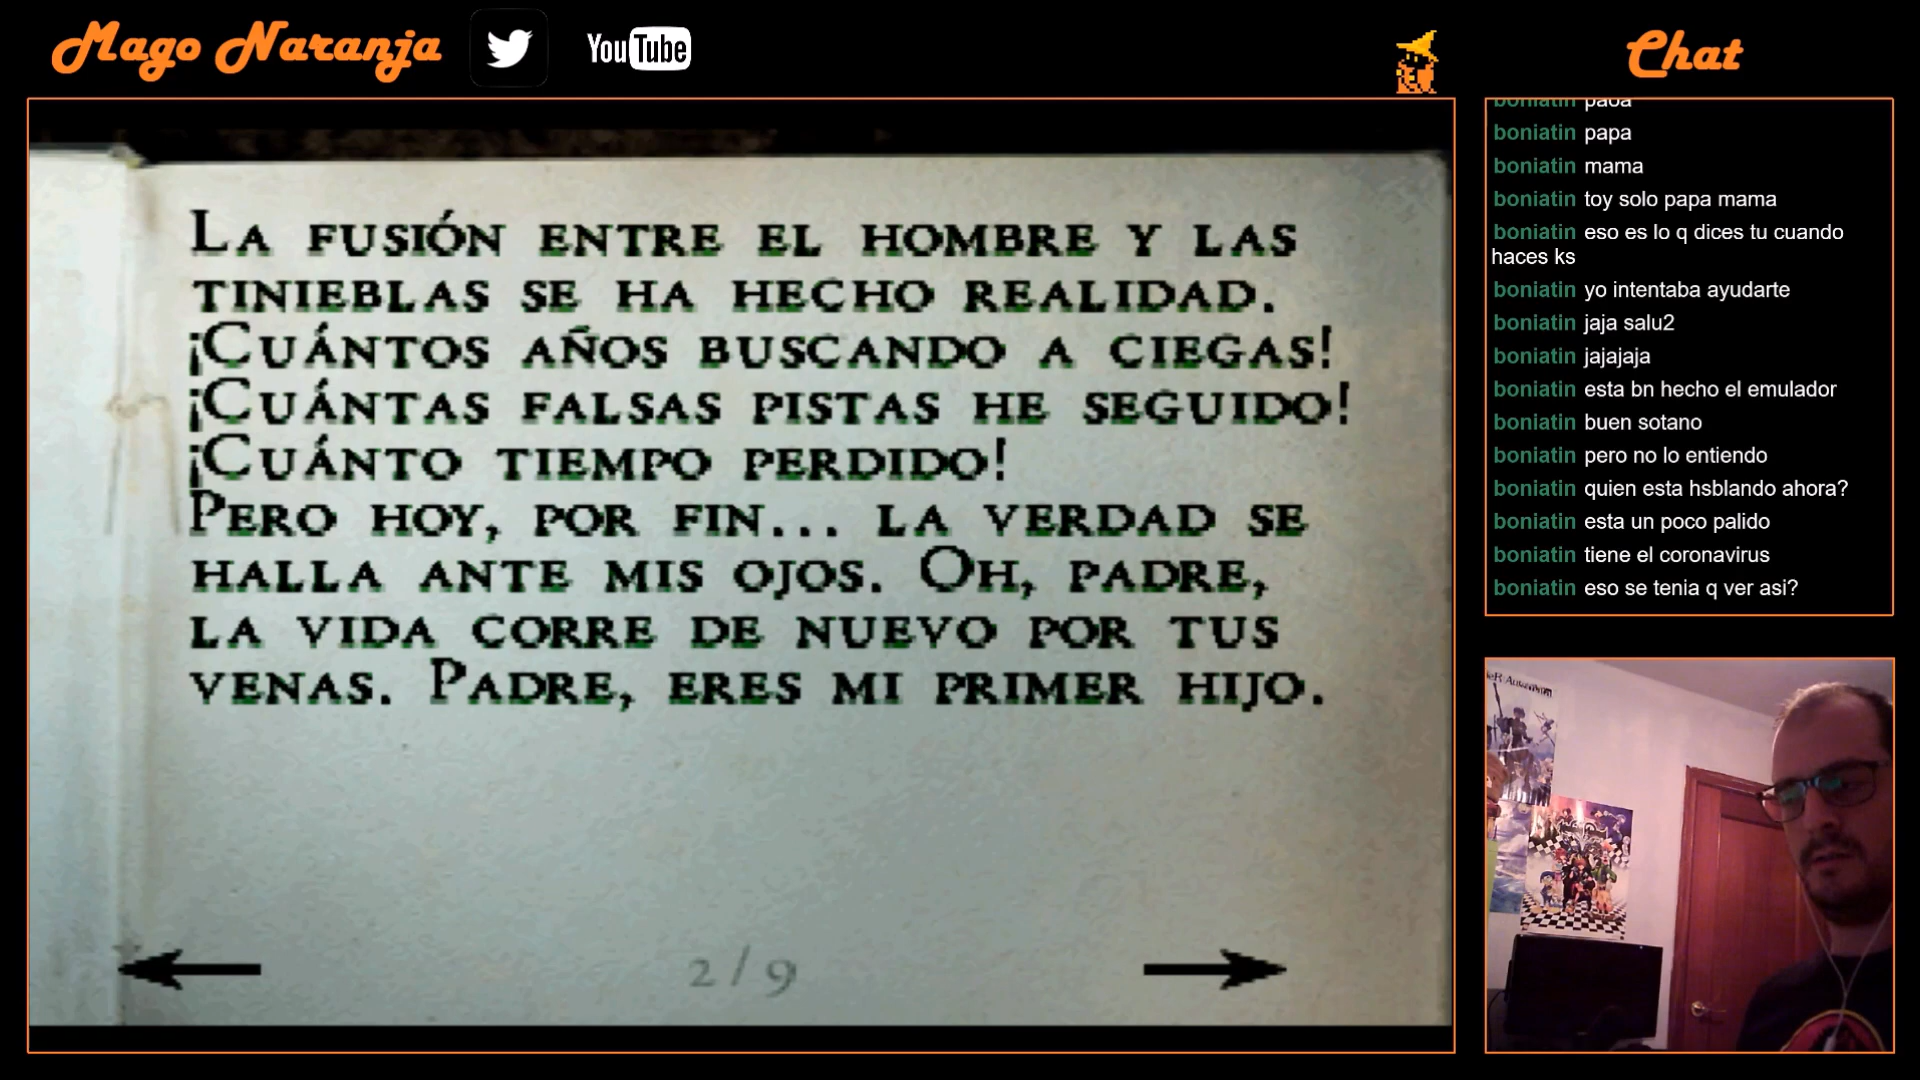 Mago Naranja
YouTube
Chat
LA FUSIÓN ENTRE EL HOMBRE Y LAS
TINIEBLAS SE HA HECHO REALIDAD.
¡CUÁNTOS AÑOS BUSCANDO A CIEGAS!
¡CUÁNTAS FALSAS PISTAS HE SEGUIDO!
¡CUÁNTO TIEMPO PERDIDO!
PERO HOY, POR FIN... LA VERDAD SE
HALLA ANTE MIS OJOS. OH, PADRE,
LA VIDA CORRE DE NUEVO POR TUS
VENAS. PADRE, ERES MI PRIMER HIJO.
2/9
boniatin paoa
boniatin papa
boniatin mama
boniatin toy solo papa mama
boniatin eso es lo q dices tu cuando
haces ks
boniatin yo intentaba ayudarte
boniatin jaja salu2
boniatin jajajaja
boniatin esta bn hecho el emulador
boniatin buen sotano
boniatin pero no lo entiendo
boniatin quien esta hsblando ahora?
boniatin esta un poco palido
boniatin tiene el coronavirus
boniatin eso se tenia q ver asi?